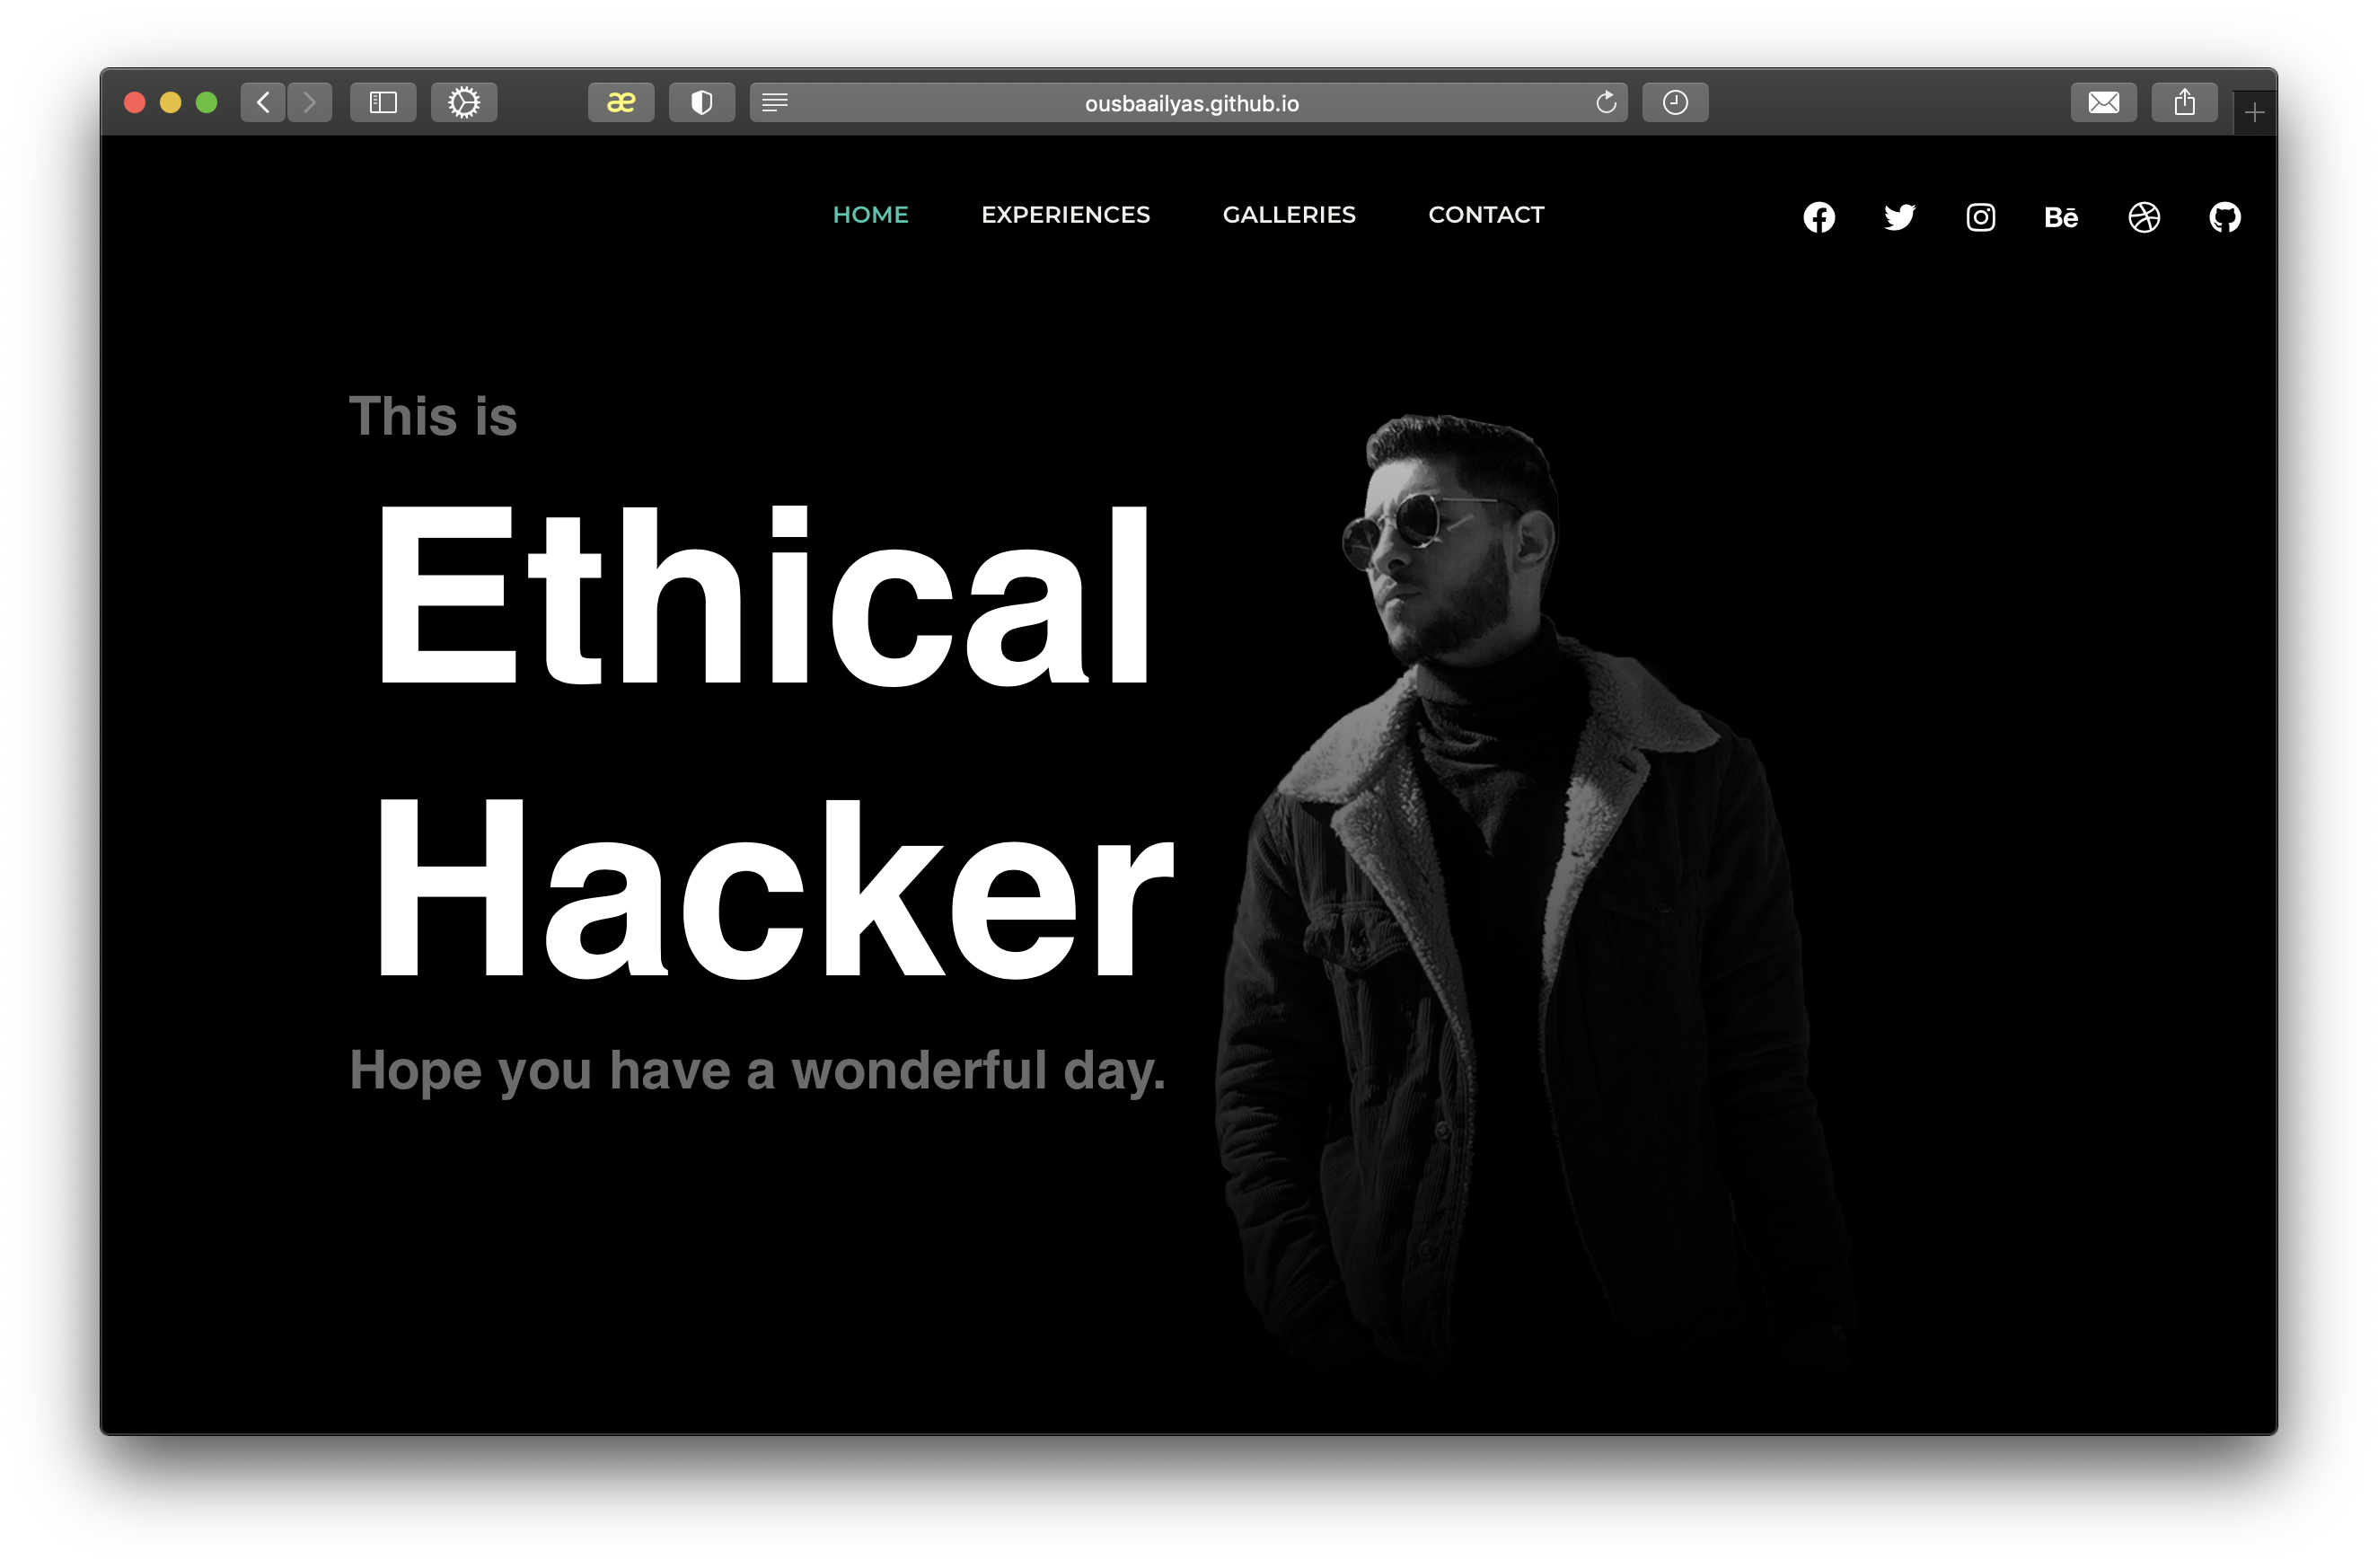 æ
ousbaailyas.github.io
HOME EXPERIENCES GALLERIES CONTACT
Bē
This is
Ethical
Hacker
Hope you have a wonderful day.